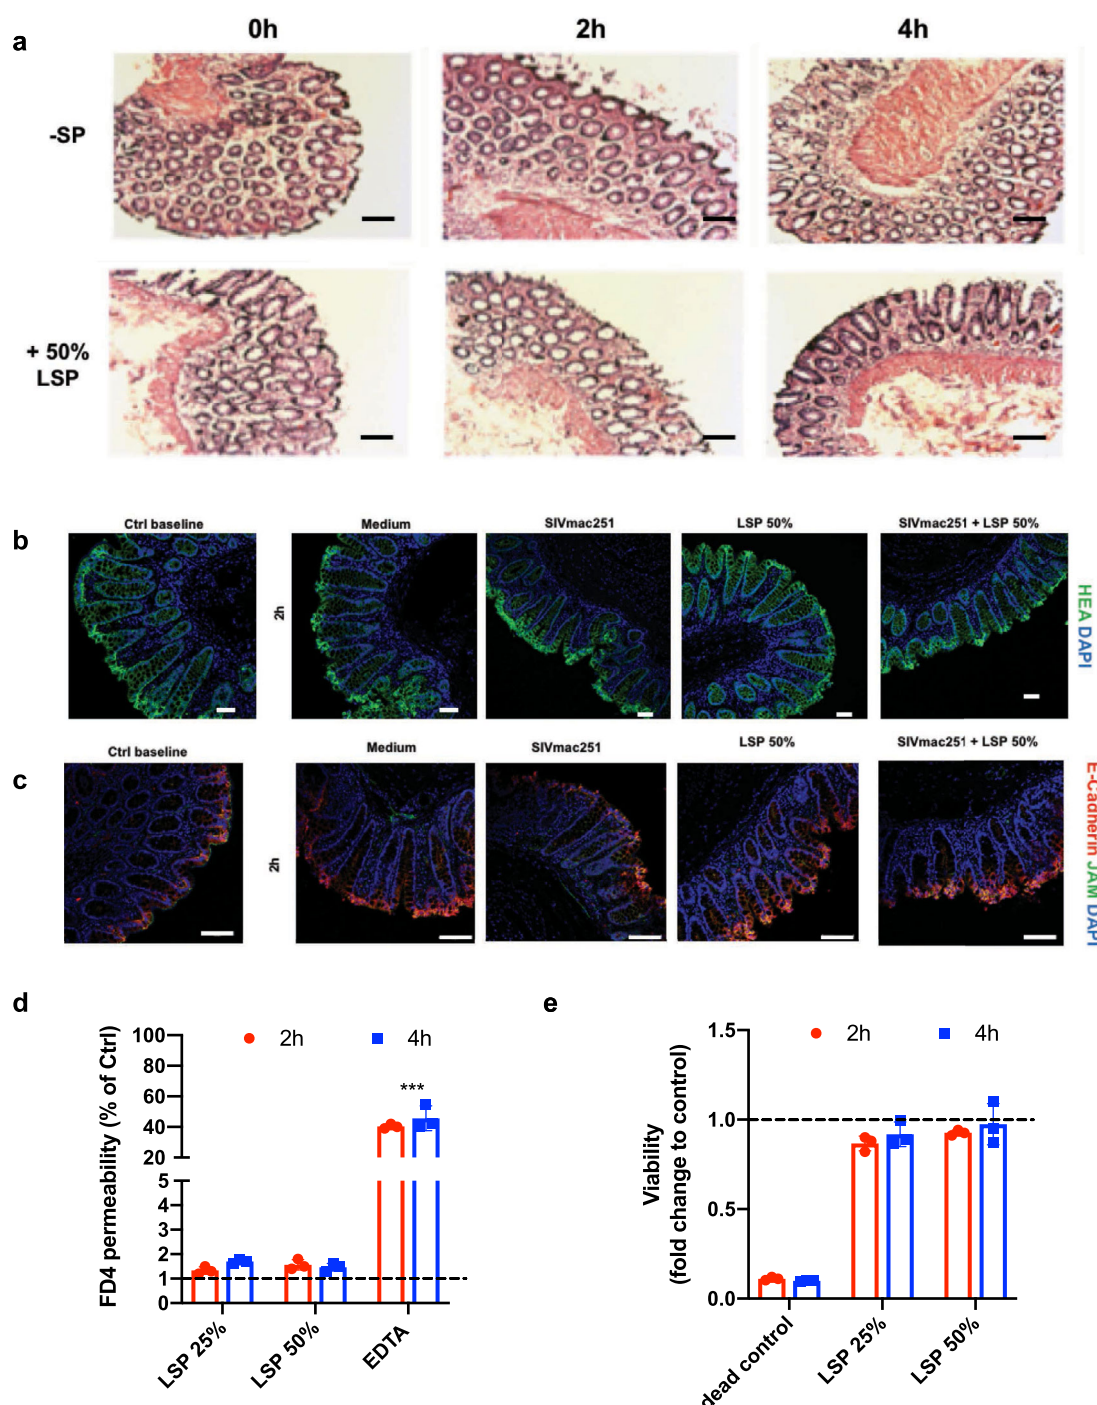 a
0h
2h
4h
-SP
+ 50%
LSP
b
Ctrl baseline
Medium
SIVmac251
LSP 50%
SIVmac251 + LSP 50%
2h
HEA DAPI
c
Ctrl baseline
Medium
SIVmac251
LSP 50%
SIVmac251 + LSP 50%
2h
E-Cadherin JAM DAPI
d
FD4 permeability (% of Ctrl)
2h
4h
100
80
60
40
20
5
4
3
2
1
0
***
LSP 25%
LSP 50%
EDTA
e
Viability
(fold change to control)
2h
4h
1.5
1.0
0.5
0.0
dead control
LSP 25%
LSP 50%